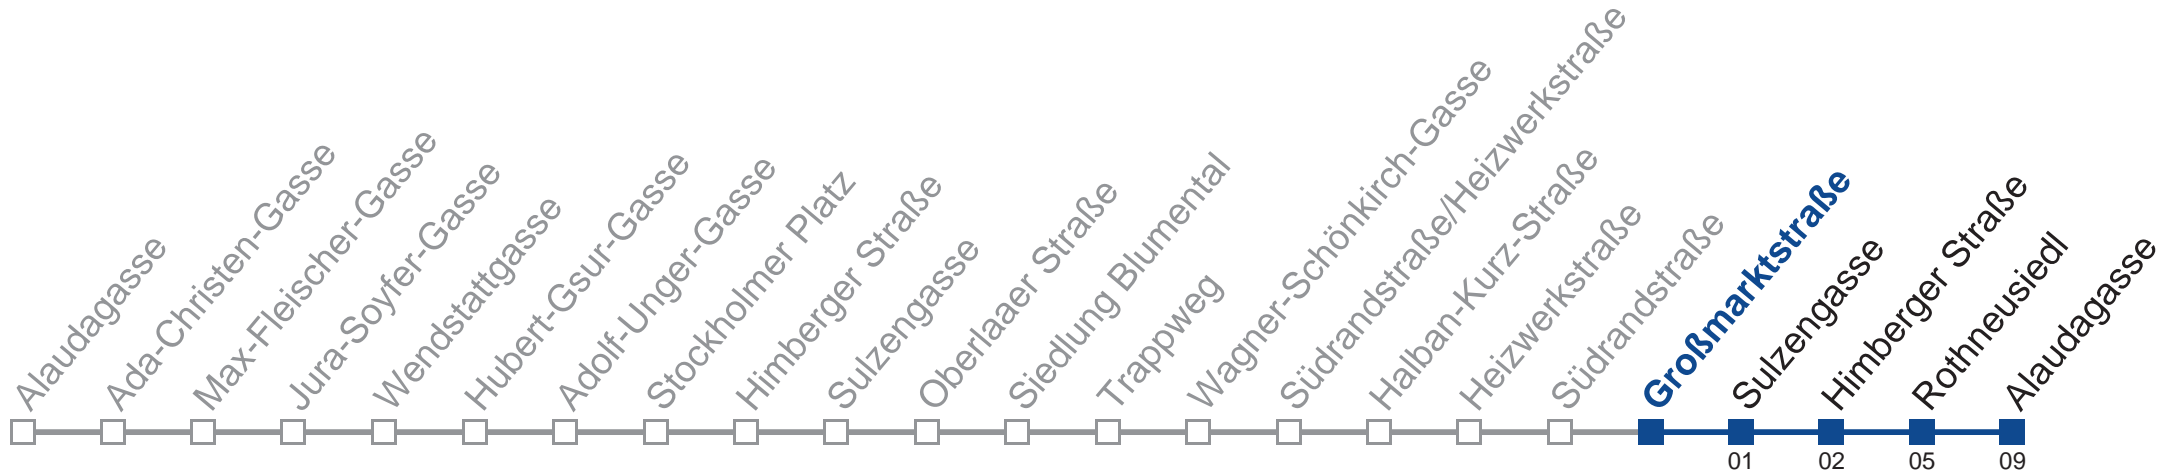 Alaudagasse
Ada-Christen-Gasse
Max-Fleischer-Gasse
Jura-Soyfer-Gasse
Wendstattgasse
Hubert-Gsur-Gasse
Adolf-Unger-Gasse
Stockholmer Platz
Himberger Straße
Sulzengasse
Oberlaaer Straße
Siedlung Blumental
Trappweg
Wagner-Schönkirch-Gasse
Südrandstraße/Heizwerkstraße
Halban-Kurz-Straße
Heizwerkstraße
Südrandstraße
Großmarktstraße
Sulzengasse
Himberger Straße
Rothneusiedl
Alaudagasse
01
02
05
09